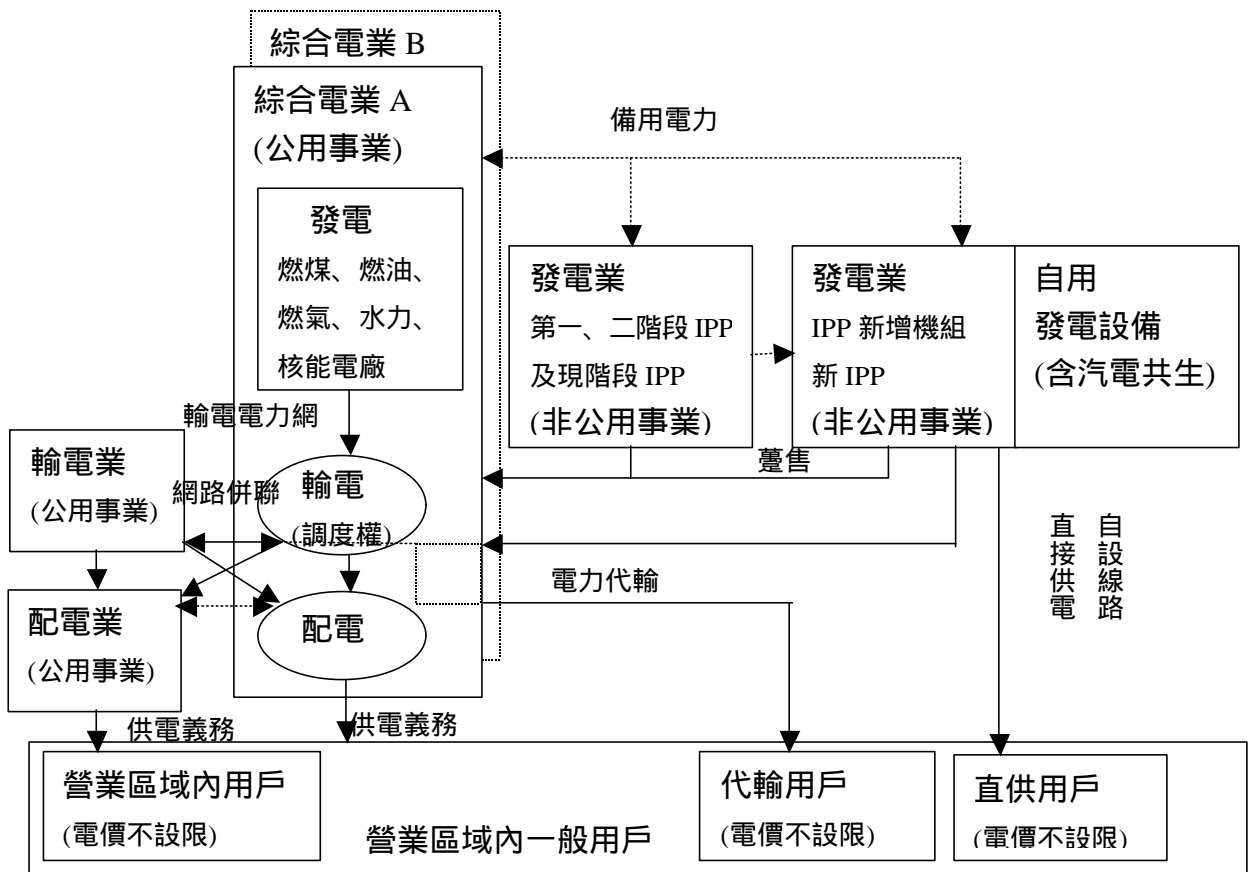 綜合電業 B
綜合電業 A
(公用事業)
備用電力
發電
燃煤、燃油、
燃氣、水力、
核能電廠
發電業
第一、二階段 IPP
及現階段 IPP
(非公用事業)
發電業
IPP 新增機組
新 IPP
(非公用事業)
自用
發電設備
(含汽電共生)
輸電電力網
躉售
輸電業
(公用事業)
網路併聯
輸電
(調度權)
電力代輸
直接供電
自設線路
配電業
(公用事業)
配電
供電義務
供電義務
營業區域內用戶
(電價不設限)
營業區域內一般用戶
代輸用戶
(電價不設限)
直供用戶
(電價不設限)